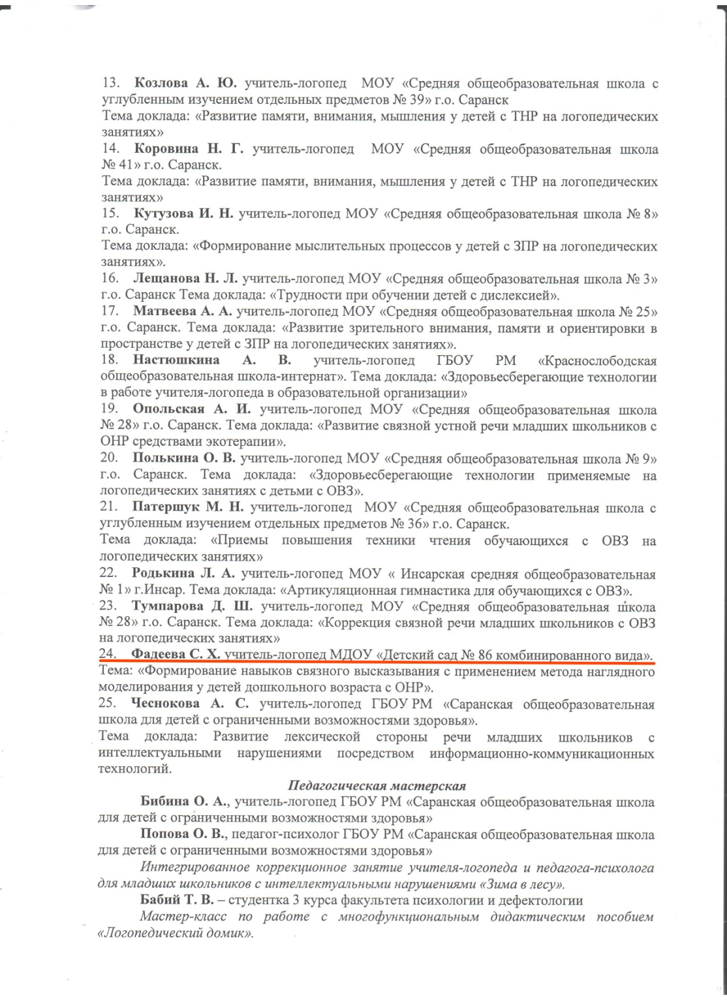 13. Козлова А. Ю. учитель-логопед МОУ «Средняя общеобразовательная школа с
углубленным изучением отдельных предметов № 39» г.о. Саранск
Тема доклада: «Развитие памяти, внимания, мышления у детей с ТНР на логопедических
занятиях»
14. Коровина Н. Г. учитель-логопед МОУ «Средняя общеобразовательная школа
№ 41» г.о. Саранск.
Тема доклада: «Развитие памяти, внимания, мышления у детей с ТНР на логопедических
занятиях»
15. Кутузова И. Н. учитель-логопед МОУ «Средняя общеобразовательная школа № 8»
г.о. Саранск.
Тема доклада: «Формирование мыслительных процессов у детей с ЗПР на логопедических
занятиях».
16. Лещанова Н. Л. учитель-логопед МОУ «Средняя общеобразовательная школа № 3»
г.о. Саранск Тема доклада: «Трудности при обучении детей с дислексией».
17. Матвеева А. А. учитель-логопед МОУ «Средняя общеобразовательная школа № 25»
г.о. Саранск. Тема доклада: «Развитие зрительного внимания, памяти и ориентировки в
пространстве у детей с ЗПР на логопедических занятиях».
18. Настюшкина А. В. учитель-логопед ГБОУ РМ «Краснослободская
общеобразовательная школа-интернат». Тема доклада: «Здоровьесберегающие технологии
в работе учителя-логопеда в образовательной организации»
19. Опольская А. И. учитель-логопед МОУ «Средняя общеобразовательная школа
№ 28» г.о. Саранск. Тема доклада: «Развитие связной устной речи младших школьников с
ОНР средствами экотерапии».
20. Полькина О. В. учитель-логопед МОУ «Средняя общеобразовательная школа № 9»
г.о. Саранск. Тема доклада: «Здоровьесберегающие технологии применяемые на
логопедических занятиях с детьми с ОВЗ».
21. Патершук М. Н. учитель-логопед МОУ «Средняя общеобразовательная школа с
углубленным изучением отдельных предметов № 36» г.о. Саранск.
Тема доклада: «Приемы повышения техники чтения обучающихся с ОВЗ на
логопедических занятиях»
22. Родькина Л. А. учитель-логопед МОУ « Инсарская средняя общеобразовательная
№ 1» г.Инсар. Тема доклада: «Артикуляционная гимнастика для обучающихся с ОВЗ».
23. Тумпарова Д. Ш. учитель-логопед МОУ «Средняя общеобразовательная школа
№ 28» г.о. Саранск. Тема доклада: «Коррекция связной речи младших школьников с ОВЗ
на логопедических занятиях»
24. Фадеева С. Х. учитель-логопед МДОУ «Детский сад № 86 комбинированного вида».
Тема: «Формирование навыков связного высказывания с применением метода наглядного
моделирования у детей дошкольного возраста с ОНР».
25. Чеснокова А. С. учитель-логопед ГБОУ РМ «Саранская общеобразовательная
школа для детей с ограниченными возможностями здоровья».
Тема доклада: Развитие лексической стороны речи младших школьников с
интеллектуальными нарушениями посредством информационно-коммуникационных
технологий.
Педагогическая мастерская
Бибина О. А., учитель-логопед ГБОУ РМ «Саранская общеобразовательная школа
для детей с ограниченными возможностями здоровья»
Попова О. В., педагог-психолог ГБОУ РМ «Саранская общеобразовательная школа
для детей с ограниченными возможностями здоровья»
Интегрированное коррекционное занятие учителя-логопеда и педагога-психолога
для младших школьников с интеллектуальными нарушениями «Зима в лесу».
Бабий Т. В. – студентка 3 курса факультета психологии и дефектологии
Мастер-класс по работе с многофункциональным дидактическим пособием
«Логопедический домик».